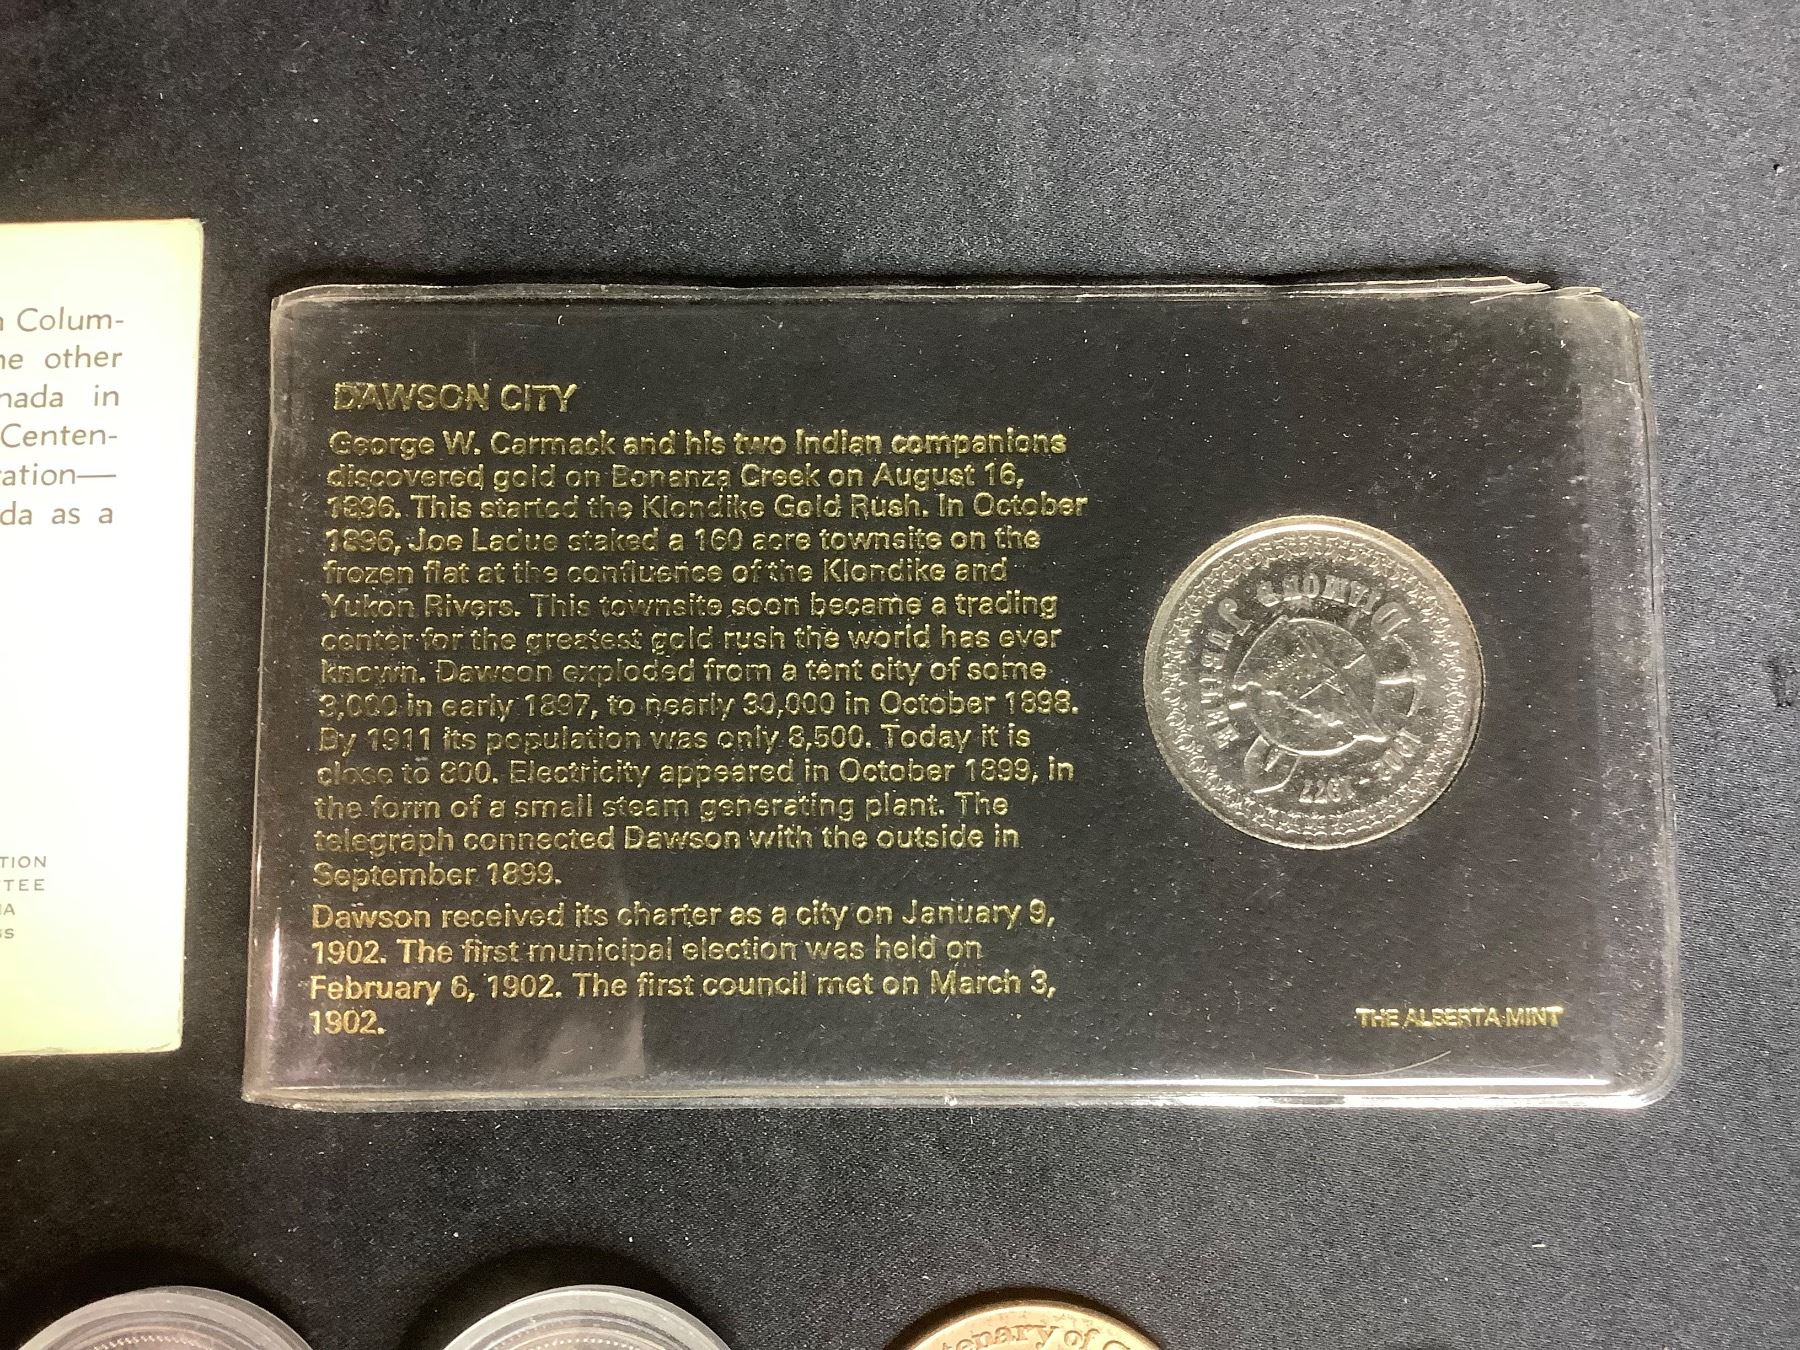 Colum-
other
in
Centen-
da as a
DAWSON CITY
George W. Carmack and his two Indian companions
discovered gold on Bonanza Creek on August 16,
1896. This started the Klondike Gold Rush. In October
1896, Joe Ladue staked a 160 acre townsite on the
frozen flat at the confluence of the Klondike and
Yukon Rivers. This townsite soon became a trading
center for the greatest gold rush the world has ever
known. Dawson exploded from a tent city of some
3,000 in early 1897, to nearly 30,000 in October 1898.
By 1911 its population was only 8,500. Today it is
close to 800. Electricity appeared in October 1899, in
the form of a small steam generating plant. The
telegraph connected Dawson with the outside in
September 1899.
Dawson received its charter as a city on January 9,
1902. The first municipal election was held on
February 6, 1902. The first council met on March 3,
1902.
DIAMOND JUBILEE
1902-1977
THE ALBERTA MINT
tenary of